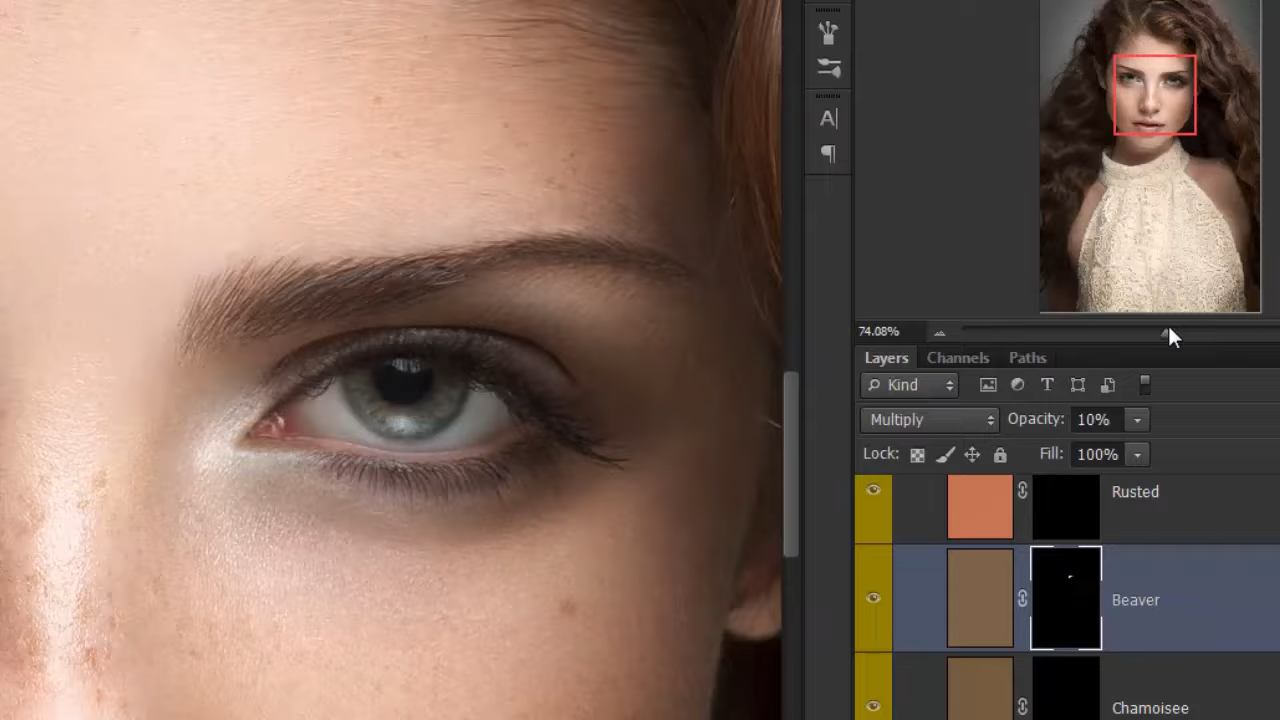 A|
74.08%
Layers Channels Paths
Kind T
Multiply Opacity: 10%
Lock: Fill: 100%
Rusted
Beaver
Chamoisee